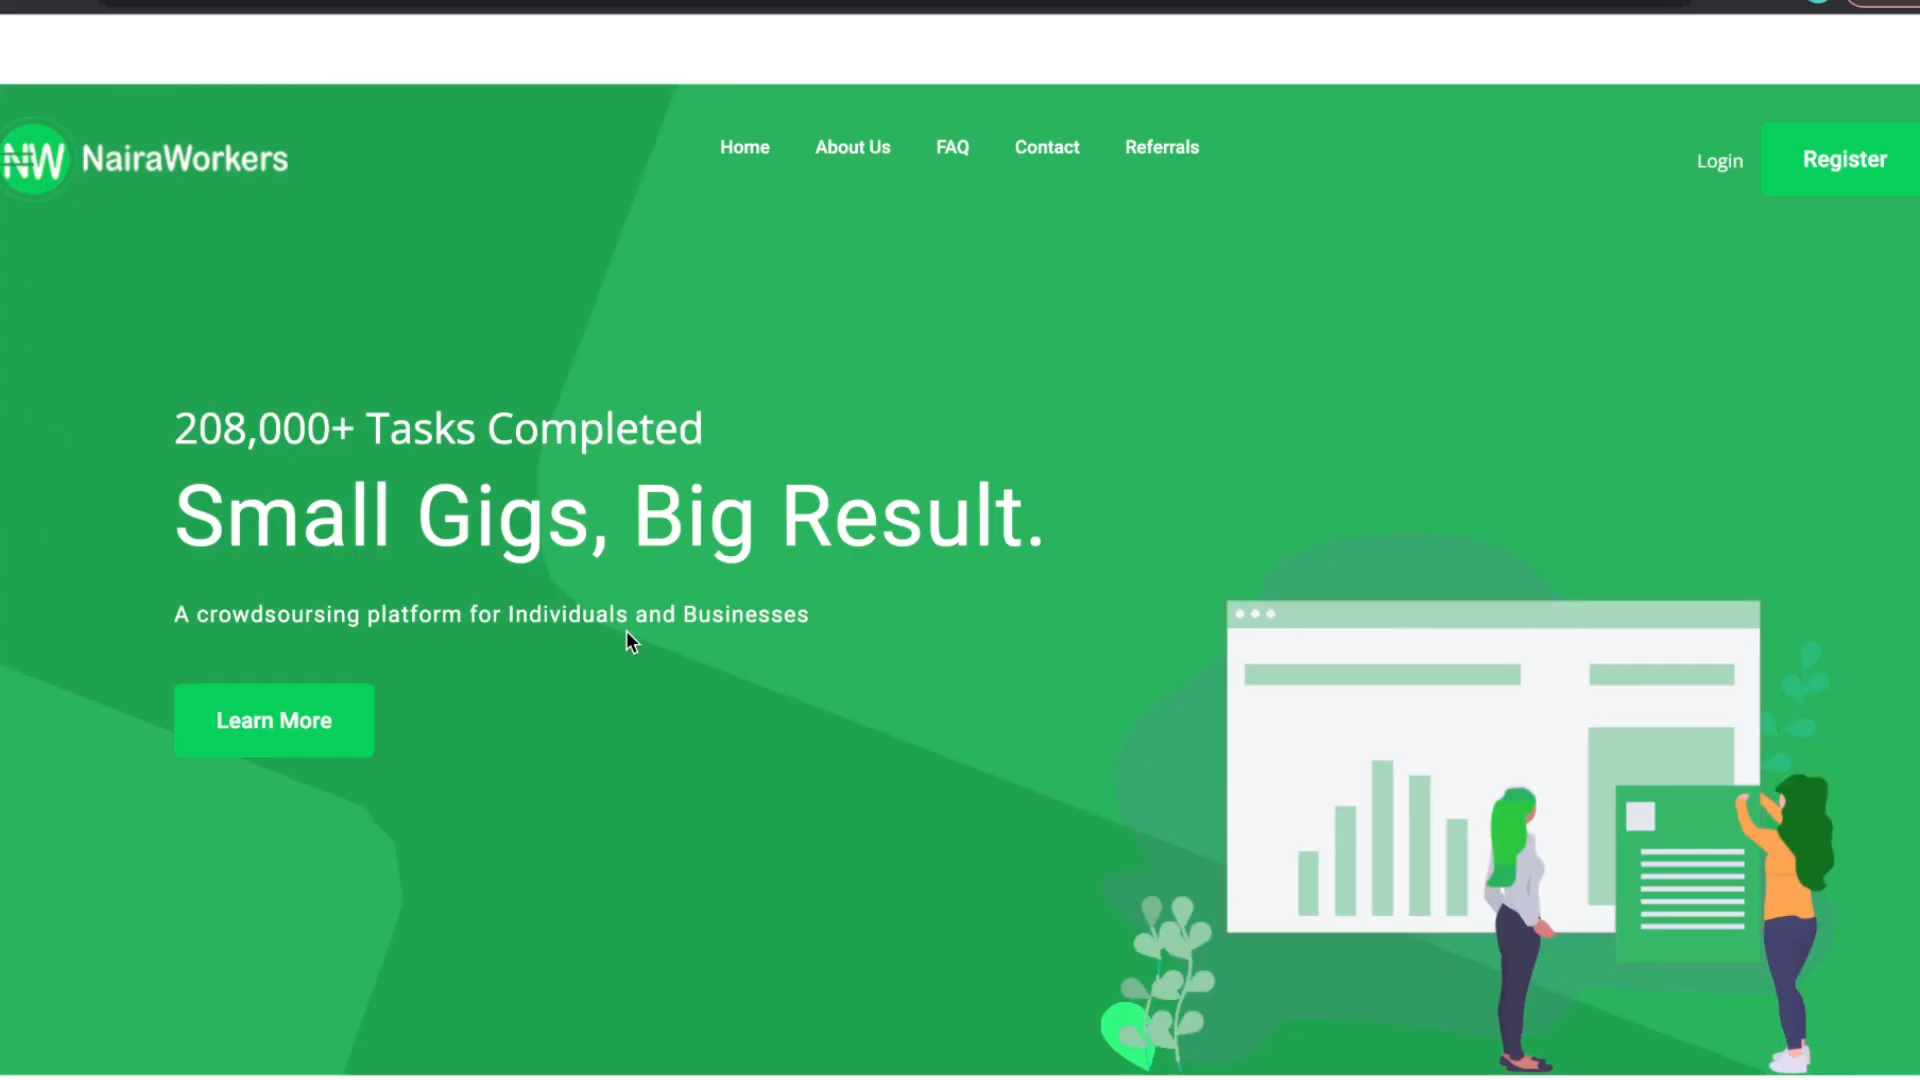 NW NairaWorkers
Home About Us FAQ Contact Referrals
Login Register
208,000+ Tasks Completed
Small Gigs, Big Result.
A crowdsoursing platform for Individuals and Businesses
Learn More